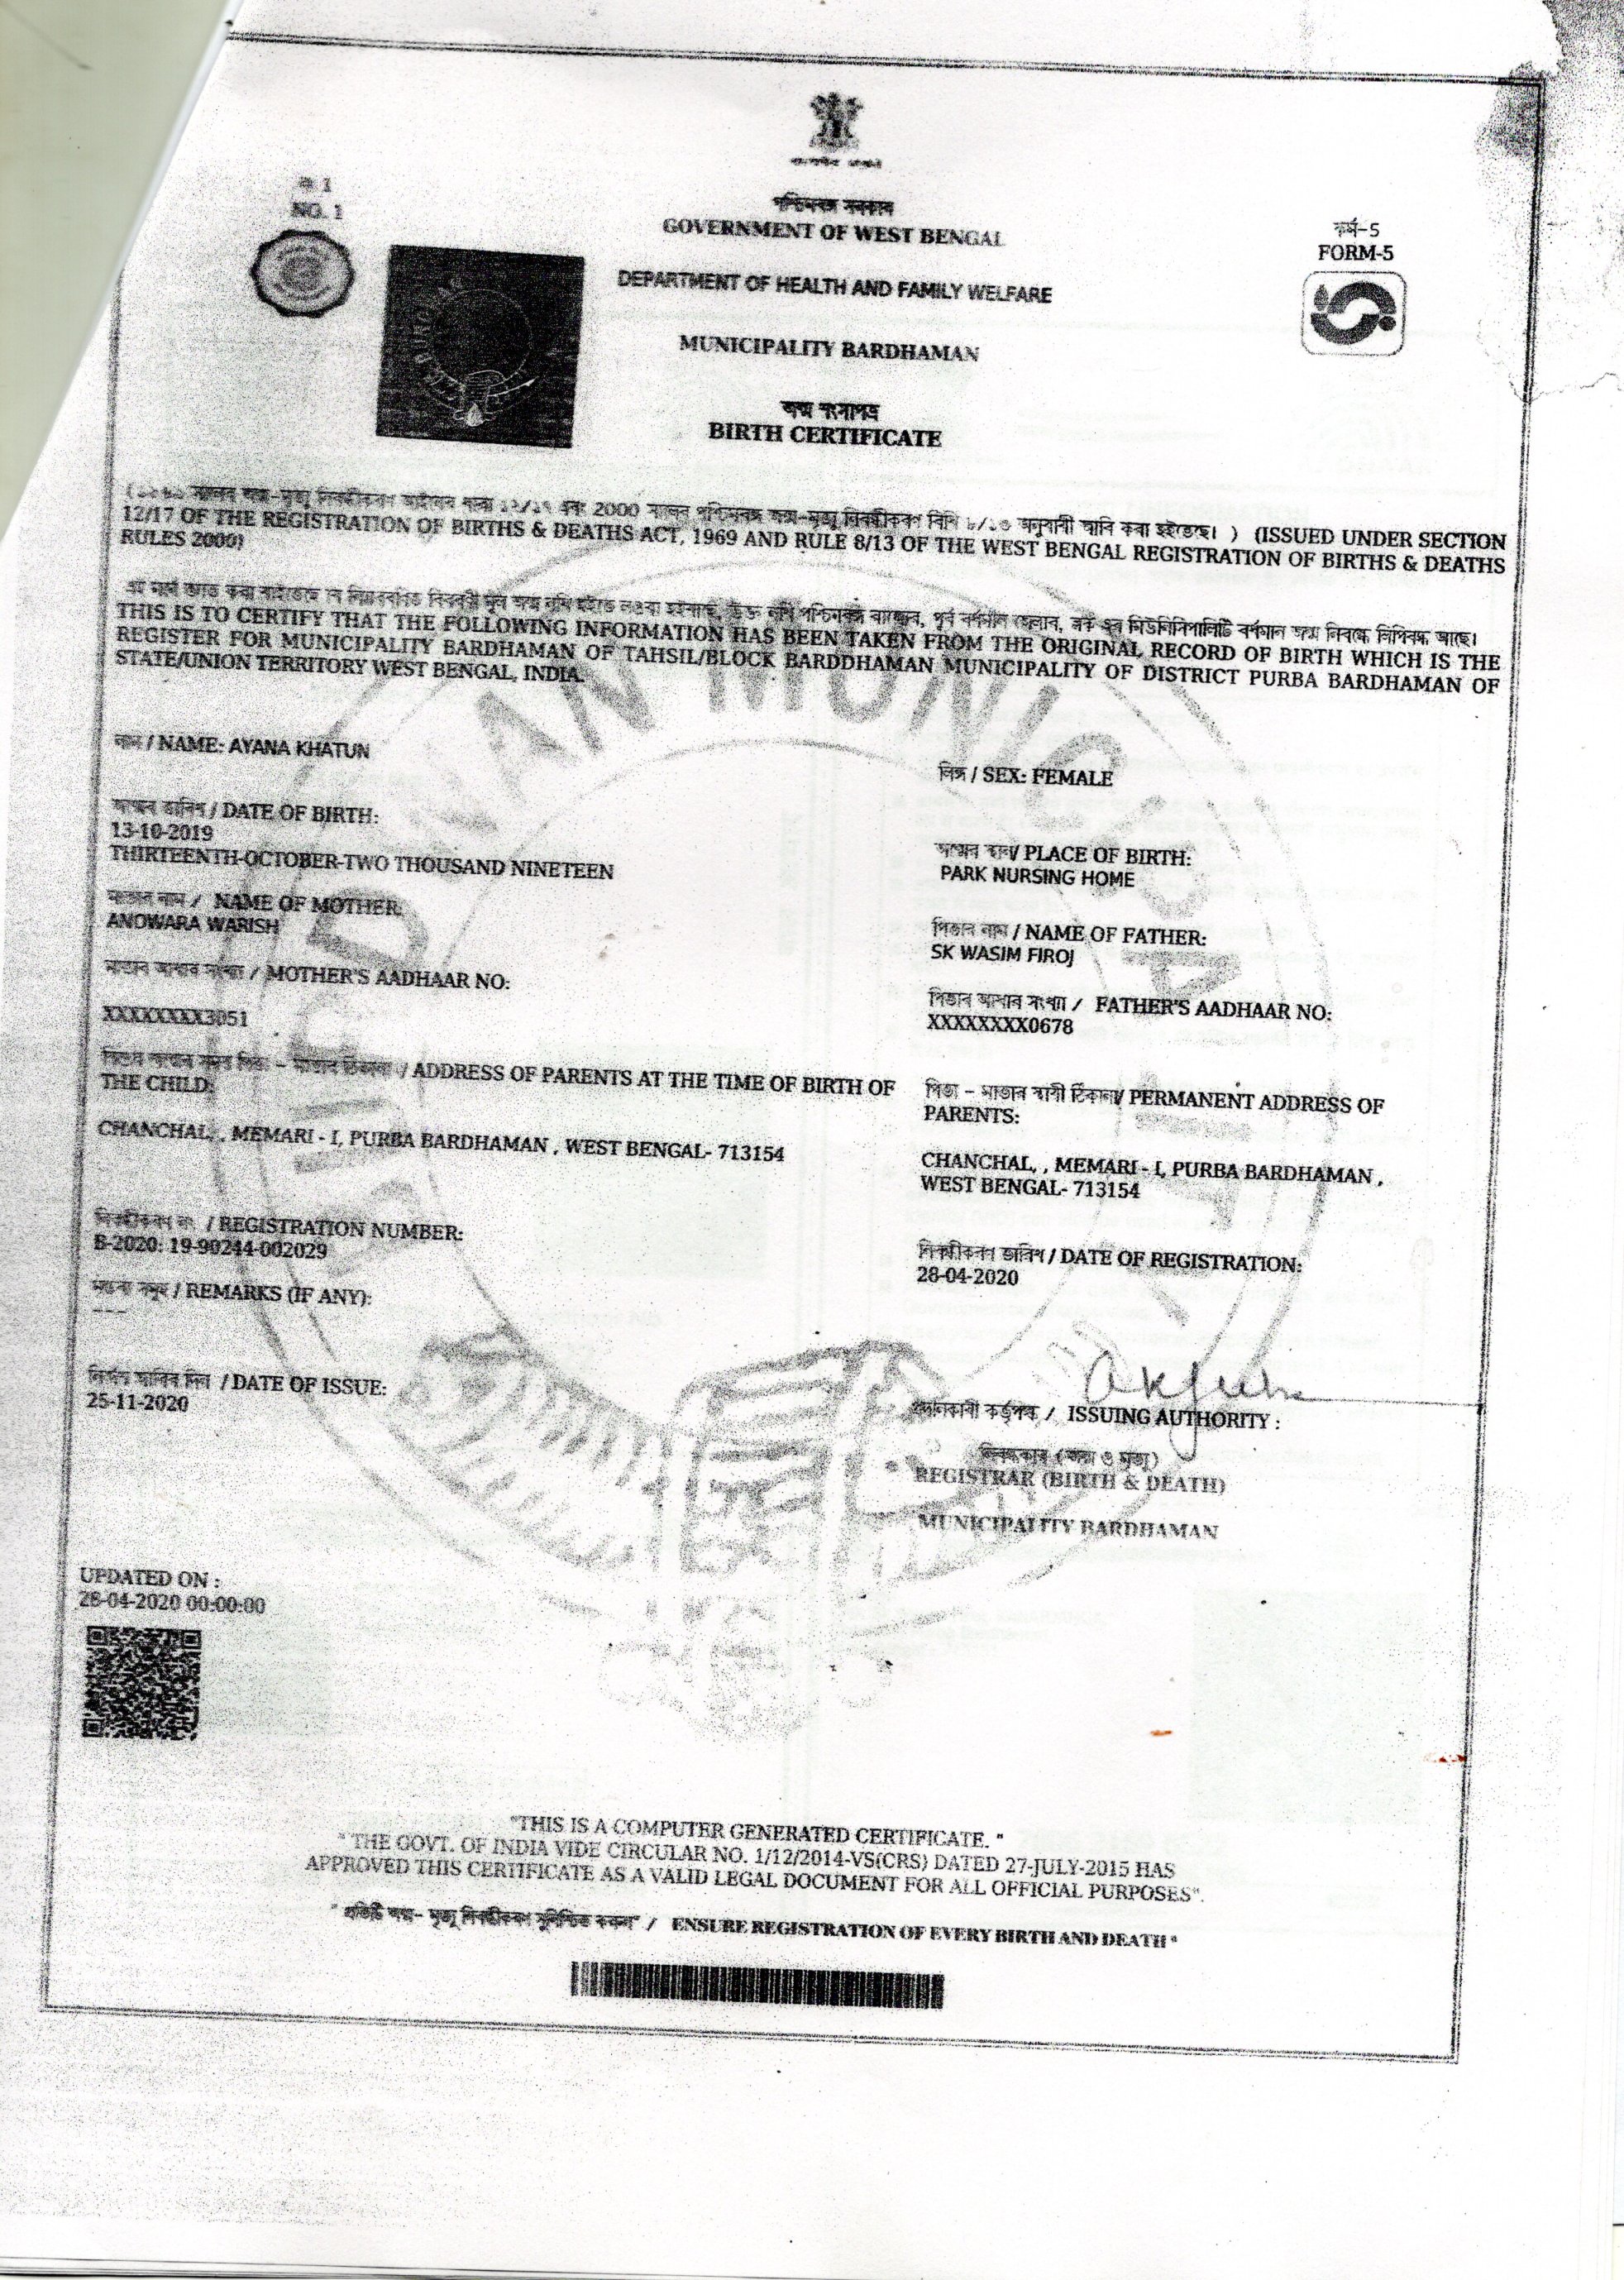 নং 1
NO. 1
পশ্চিমবঙ্গ সরকার
GOVERNMENT OF WEST BENGAL
ফর্ম-5
FORM-5
DEPARTMENT OF HEALTH AND FAMILY WELFARE
MUNICIPALITY BARDHAMAN
জন্ম শংসাপত্র
BIRTH CERTIFICATE
জন্ম-মৃত্যু নিবন্ধীকরণ আইনের ধারা ১২/১৭ এবং 2000 সালের পশ্চিমবঙ্গ জন্ম-মৃত্যু নিবন্ধীকরণ বিধি ৮/১৩ অনুযায়ী জারি করা হইতেছে। ) (ISSUED UNDER SECTION
12/17 OF THE REGISTRATION OF BIRTHS & DEATHS ACT, 1969 AND RULE 8/13 OF THE WEST BENGAL REGISTRATION OF BIRTHS & DEATHS
RULES 2000)
উক্ত নথি পশ্চিমবঙ্গ রাজ্যের, পূর্ব বর্ধমান জেলার, ব্লক এর মিউনিসিপালিটি বর্ধমান জন্ম নিবন্ধে লিপিবদ্ধ আছে।
THIS IS TO CERTIFY THAT THE FOLLOWING INFORMATION HAS BEEN TAKEN FROM THE ORIGINAL RECORD OF BIRTH WHICH IS THE
REGISTER FOR MUNICIPALITY BARDHAMAN OF TAHSIL/BLOCK BARDDHAMAN MUNICIPALITY OF DISTRICT PURBA BARDHAMAN OF
STATE/UNION TERRITORY WEST BENGAL, INDIA.
নাম / NAME: AYANA KHATUN
লিঙ্গ / SEX: FEMALE
জন্মের তারিখ / DATE OF BIRTH:
13-10-2019
THIRTEENTH-OCTOBER-TWO THOUSAND NINETEEN
জন্মের স্থান/ PLACE OF BIRTH:
PARK NURSING HOME
মাতার নাম / NAME OF MOTHER:
ANOWARA WARISH
পিতার নাম / NAME OF FATHER:
SK WASIM FIROJ
মাতার আধার সংখ্যা / MOTHER'S AADHAAR NO:
XXXXXXXX3051
পিতার আধার সংখ্যা / FATHER'S AADHAAR NO:
XXXXXXXX0678
পিতা - মাতার ঠিকানা / ADDRESS OF PARENTS AT THE TIME OF BIRTH OF
THE CHILD:
CHANCHAL, , MEMARI - I, PURBA BARDHAMAN , WEST BENGAL- 713154
পিতা - মাতার স্থায়ী ঠিকানা/ PERMANENT ADDRESS OF
PARENTS:
CHANCHAL, , MEMARI - I, PURBA BARDHAMAN ,
WEST BENGAL- 713154
নিবন্ধীকরণ নং / REGISTRATION NUMBER:
B-2020: 19-90244-002029
নিবন্ধীকরণ তারিখ / DATE OF REGISTRATION:
28-04-2020
মন্তব্য সমূহ / REMARKS (IF ANY):
---
/ DATE OF ISSUE:
25-11-2020
প্রদানকারী কর্তৃপক্ষ / ISSUING AUTHORITY :
নিবন্ধকার (জন্ম ও মৃত্যু)
REGISTRAR (BIRTH & DEATH)
MUNICIPALITY BARDHAMAN
UPDATED ON :
28-04-2020 00:00:00
"THIS IS A COMPUTER GENERATED CERTIFICATE. "
" THE GOVT. OF INDIA VIDE CIRCULAR NO. 1/12/2014-VS(CRS) DATED 27-JULY-2015 HAS
APPROVED THIS CERTIFICATE AS A VALID LEGAL DOCUMENT FOR ALL OFFICIAL PURPOSES".
" প্রতিটি জন্ম- মৃত্যু নিবন্ধীকরণ সুনিশ্চিত করুন" / ENSURE REGISTRATION OF EVERY BIRTH AND DEATH "